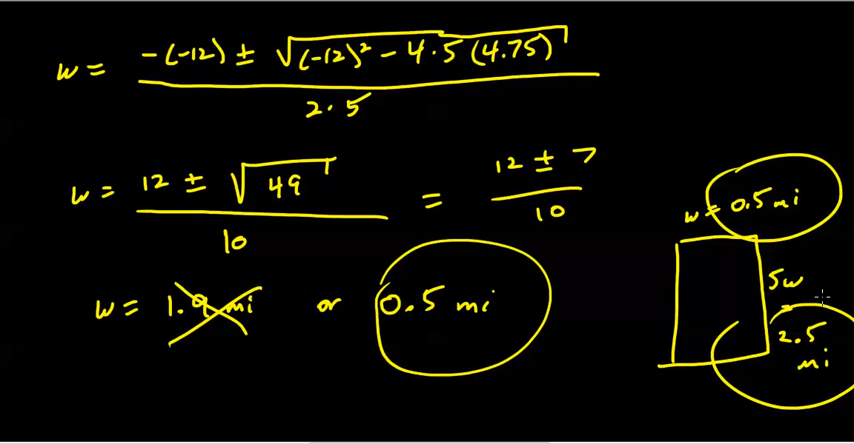 w = (-(-12) ± √((-12)² - 4·5(4.75))) / (2·5)
w = (12 ± √49) / 10 = (12 ± 7) / 10
w = 1.9 mi or 0.5 mi
w = 0.5 mi
5w
=
2.5
mi